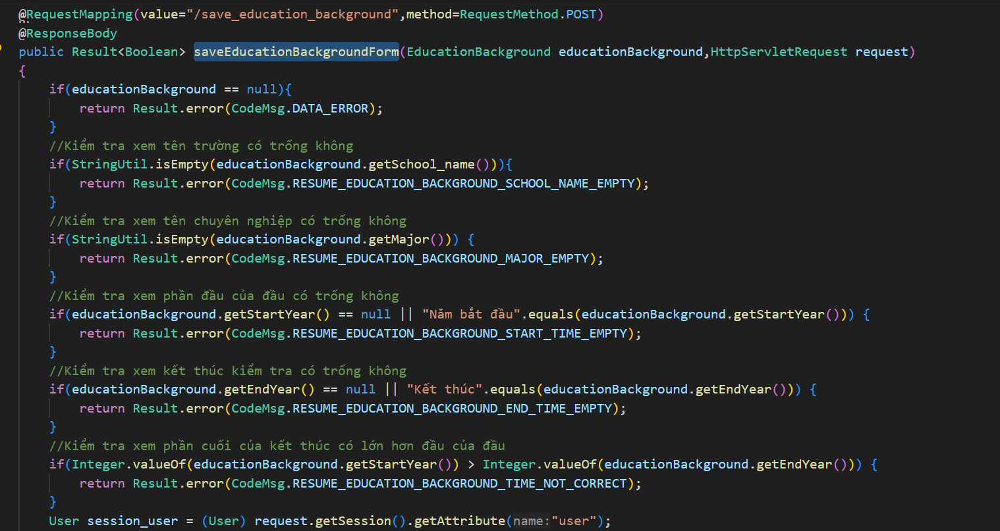 @RequestMapping(value="/save_education_background",method=RequestMethod.POST)
@ResponseBody
public Result<Boolean> saveEducationBackgroundForm(EducationBackground educationBackground,HttpServletRequest request)
{
if(educationBackground == null){
return Result.error(CodeMsg.DATA_ERROR);
}
//Kiểm tra xem tên trường có trống không
if(StringUtil.isEmpty(educationBackground.getSchool_name())){
return Result.error(CodeMsg.RESUME_EDUCATION_BACKGROUND_SCHOOL_NAME_EMPTY);
}
//Kiểm tra xem tên chuyên nghiệp có trống không
if(StringUtil.isEmpty(educationBackground.getMajor())) {
return Result.error(CodeMsg.RESUME_EDUCATION_BACKGROUND_MAJOR_EMPTY);
}
//Kiểm tra xem phần đầu của đầu có trống không
if(educationBackground.getStartYear() == null || "Năm bắt đầu".equals(educationBackground.getStartYear())) {
return Result.error(CodeMsg.RESUME_EDUCATION_BACKGROUND_START_TIME_EMPTY);
}
//Kiểm tra xem kết thúc kiểm tra có trống không
if(educationBackground.getEndYear() == null || "Kết thúc".equals(educationBackground.getEndYear())) {
return Result.error(CodeMsg.RESUME_EDUCATION_BACKGROUND_END_TIME_EMPTY);
}
//Kiểm tra xem phần cuối của kết thúc có lớn hơn đầu của đầu
if(Integer.valueOf(educationBackground.getStartYear()) > Integer.valueOf(educationBackground.getEndYear())) {
return Result.error(CodeMsg.RESUME_EDUCATION_BACKGROUND_TIME_NOT_CORRECT);
}
User session_user = (User) request.getSession().getAttribute(name:"user");